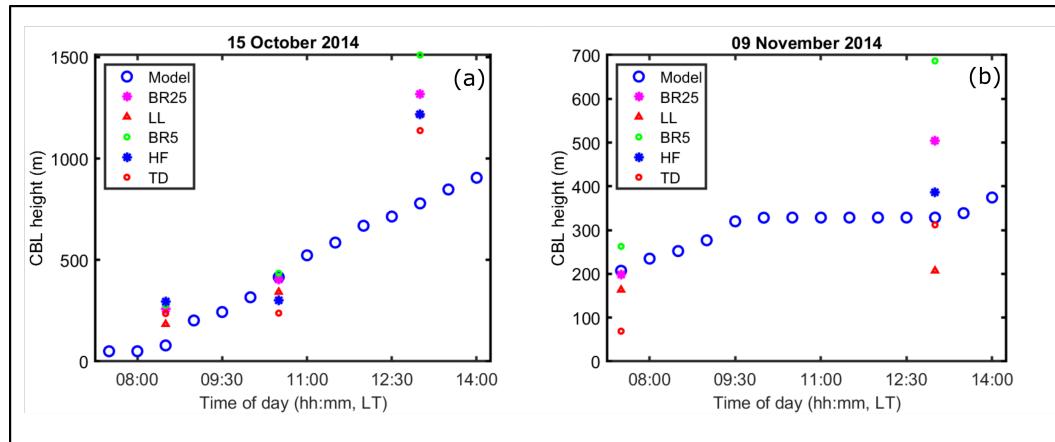 15 October 2014
(a)
Model
BR25
LL
BR5
HF
TD
CBL height (m)
1500
1000
500
0
08:00 09:30 11:00 12:30 14:00
Time of day (hh:mm, LT)
09 November 2014
(b)
Model
BR25
LL
BR5
HF
TD
CBL height (m)
700
600
500
400
300
200
100
0
08:00 09:30 11:00 12:30 14:00
Time of day (hh:mm, LT)